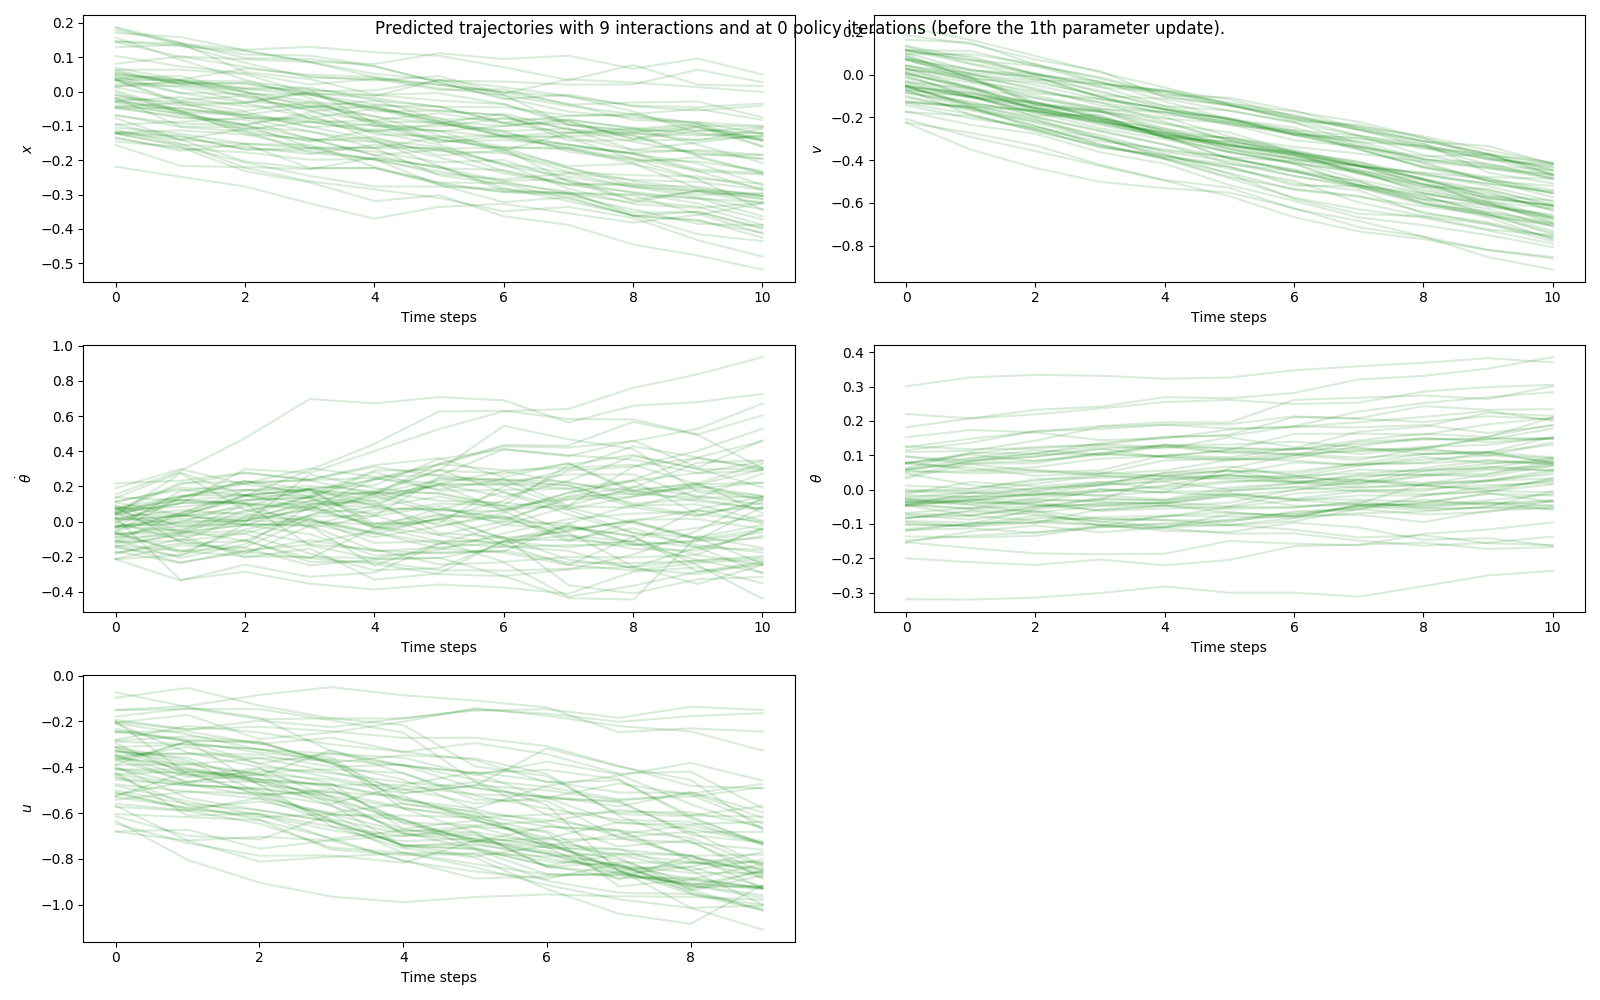 Predicted trajectories with 9 interactions and at 0 policy iterations (before the 1th parameter update).
0.2
0.1
0.0
−0.1
−0.2
−0.3
−0.4
−0.5
x
0 2 4 6 8 10
Time steps
0.2
0.0
−0.2
−0.4
−0.6
−0.8
v
0 2 4 6 8 10
Time steps
1.0
0.8
0.6
0.4
0.2
0.0
−0.2
−0.4
θ̇
0 2 4 6 8 10
Time steps
0.4
0.3
0.2
0.1
0.0
−0.1
−0.2
−0.3
θ
0 2 4 6 8 10
Time steps
0.0
−0.2
−0.4
−0.6
−0.8
−1.0
u
0 2 4 6 8
Time steps